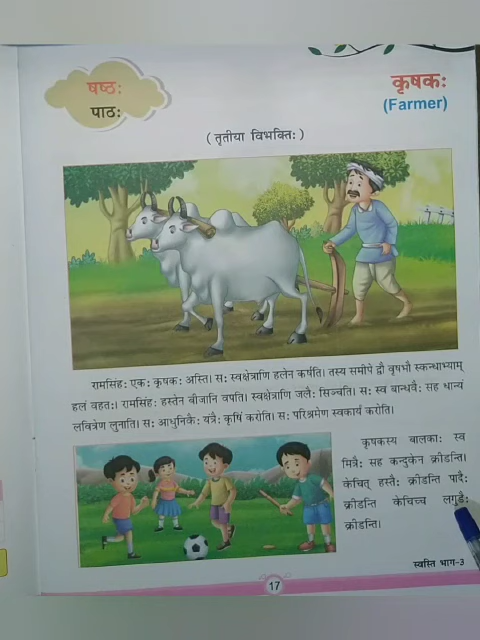 षष्ठः
पाठः
कृषकः
(Farmer)
( तृतीया विभक्तिः )
रामसिंहः एकः कृषकः अस्ति। सः स्वक्षेत्राणि हलेन कर्षति। तस्य समीपे द्वौ वृषभौ स्कन्धाभ्याम्
हलं वहतः। रामसिंहः हस्तेन बीजानि वपति। स्वक्षेत्राणि जलैः सिञ्चति। सः स्व बान्धवैः सह धान्यं
लवित्रेण लुनाति। सः आधुनिकैः यंत्रैः कृषिं करोति। सः परिश्रमेण स्वकार्यं करोति।
कृषकस्य बालकाः स्व
मित्रैः सह कन्दुकेन क्रीडन्ति।
केचित् हस्तैः क्रीडन्ति पादैः
क्रीडन्ति केचिच्च लगुडैः
क्रीडन्ति।
स्वस्ति भाग-3
17